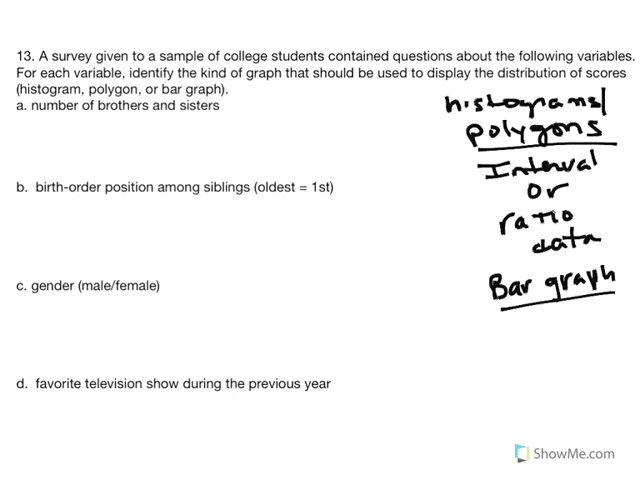 13. A survey given to a sample of college students contained questions about the following variables.
For each variable, identify the kind of graph that should be used to display the distribution of scores
(histogram, polygon, or bar graph).
a. number of brothers and sisters
histograms/
polygons
Interval
or
ratio
data
b. birth-order position among siblings (oldest = 1st)
c. gender (male/female)
Bar graph
d. favorite television show during the previous year
ShowMe.com